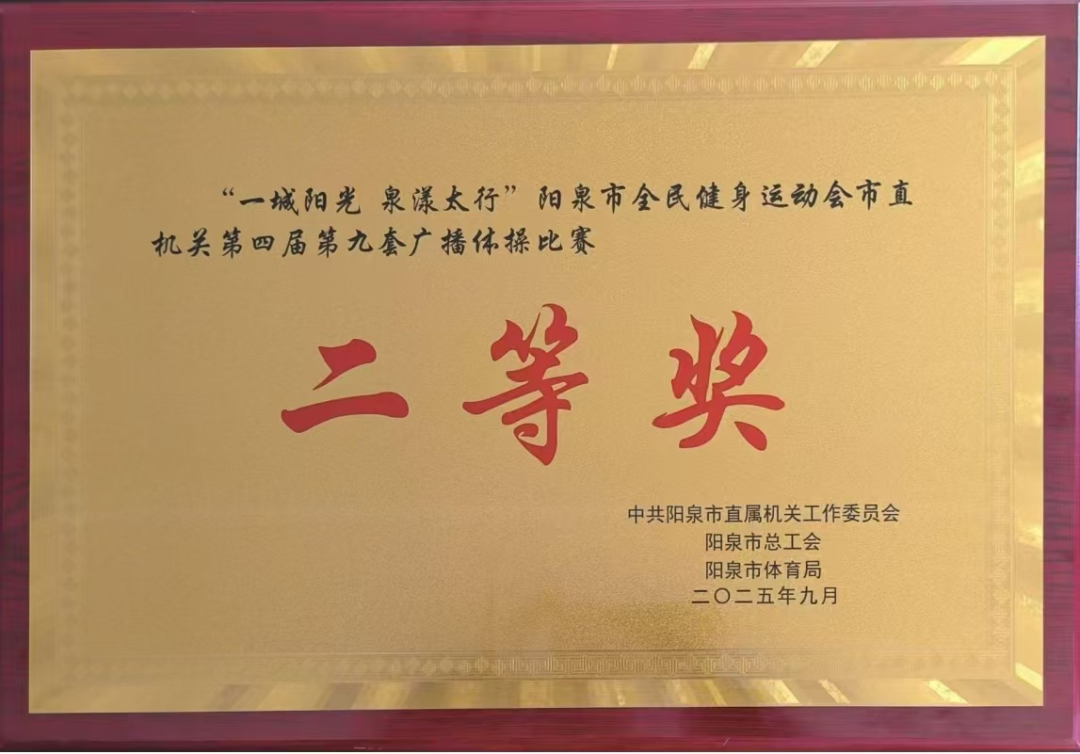 “一城阳光 泉漾太行”阳泉市全民健身运动会市直
机关第四届第九套广播体操比赛
二等奖
中共阳泉市直属机关工作委员会
阳泉市总工会
阳泉市体育局
二〇二五年九月